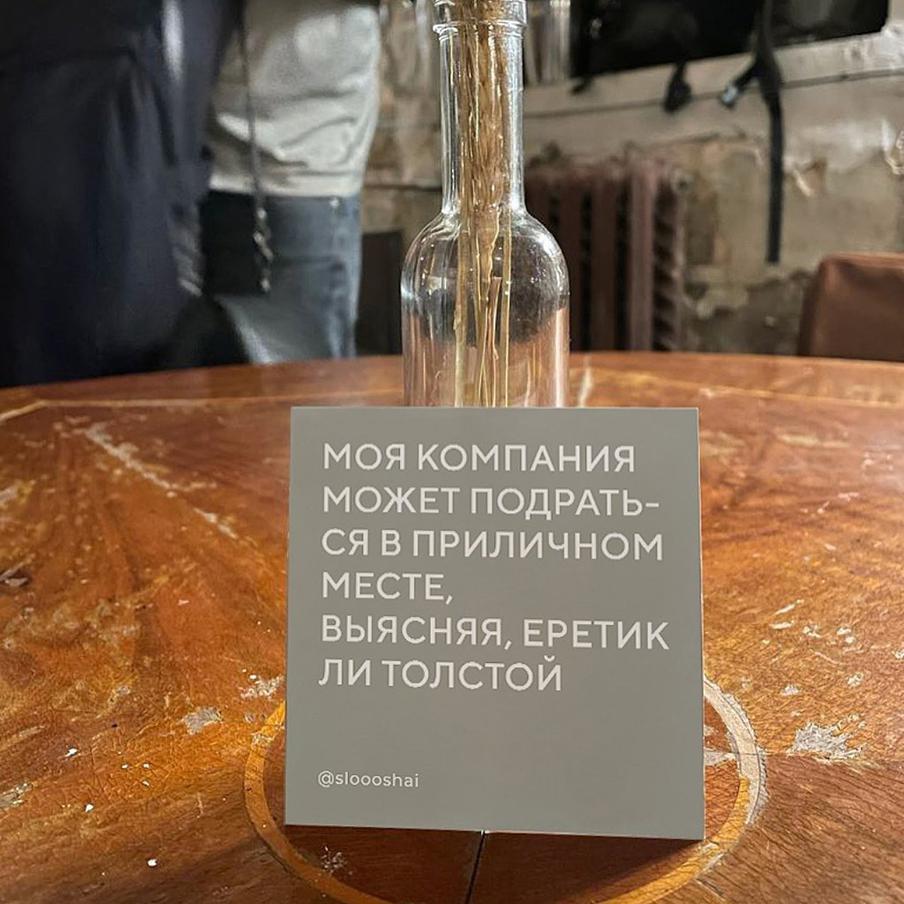 МОЯ КОМПАНИЯ
МОЖЕТ ПОДРАТЬ-
СЯ В ПРИЛИЧНОМ
МЕСТЕ,
ВЫЯСНЯЯ, ЕРЕТИК
ЛИ ТОЛСТОЙ
@sloooshai